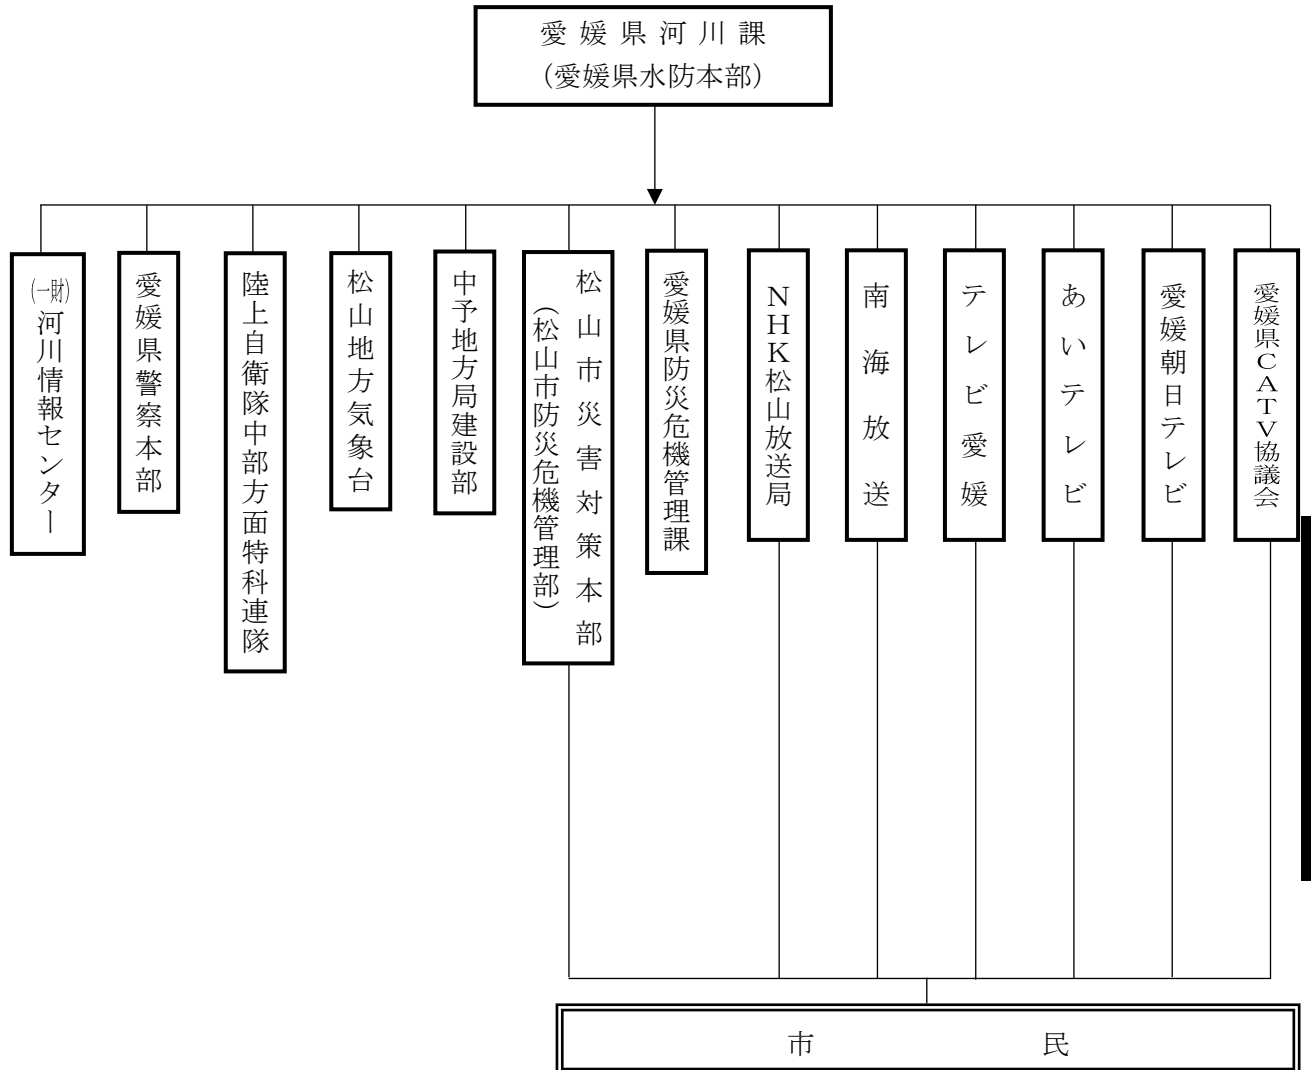 愛媛県河川課
(愛媛県水防本部)
(一財)河川情報センター
愛媛県警察本部
陸上自衛隊中部方面特科連隊
松山地方気象台
中予地方局建設部
松山市災害対策本部
(松山市防災危機管理部)
愛媛県防災危機管理課
NHK松山放送局
南海放送
テレビ愛媛
あいテレビ
愛媛朝日テレビ
愛媛県CATV協議会
市民